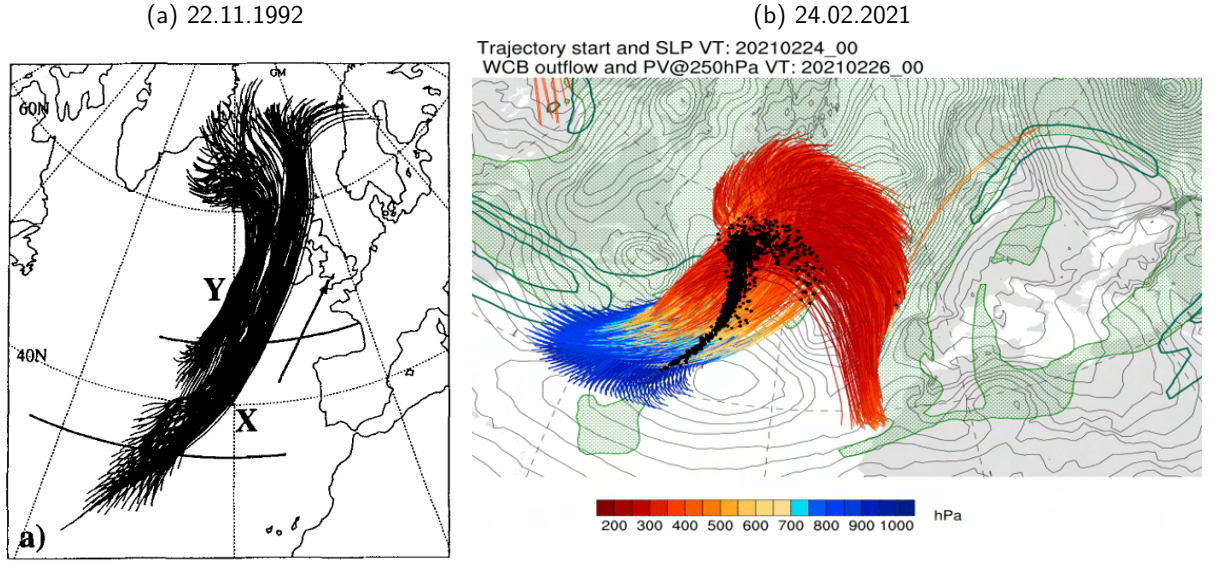 (a) 22.11.1992
(b) 24.02.2021
Trajectory start and SLP VT: 20210224_00
WCB outflow and PV@250hPa VT: 20210226_00
GM
60N
Y
40N
X
a)
200 300 400 500 600 700 800 900 1000 hPa